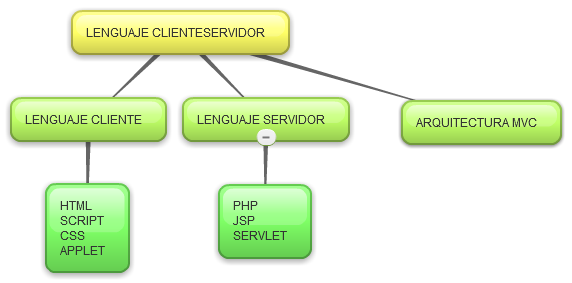 LENGUAJE CLIENTESERVIDOR
LENGUAJE CLIENTE
LENGUAJE SERVIDOR
ARQUITECTURA MVC
HTML
SCRIPT
CSS
APPLET
PHP
JSP
SERVLET